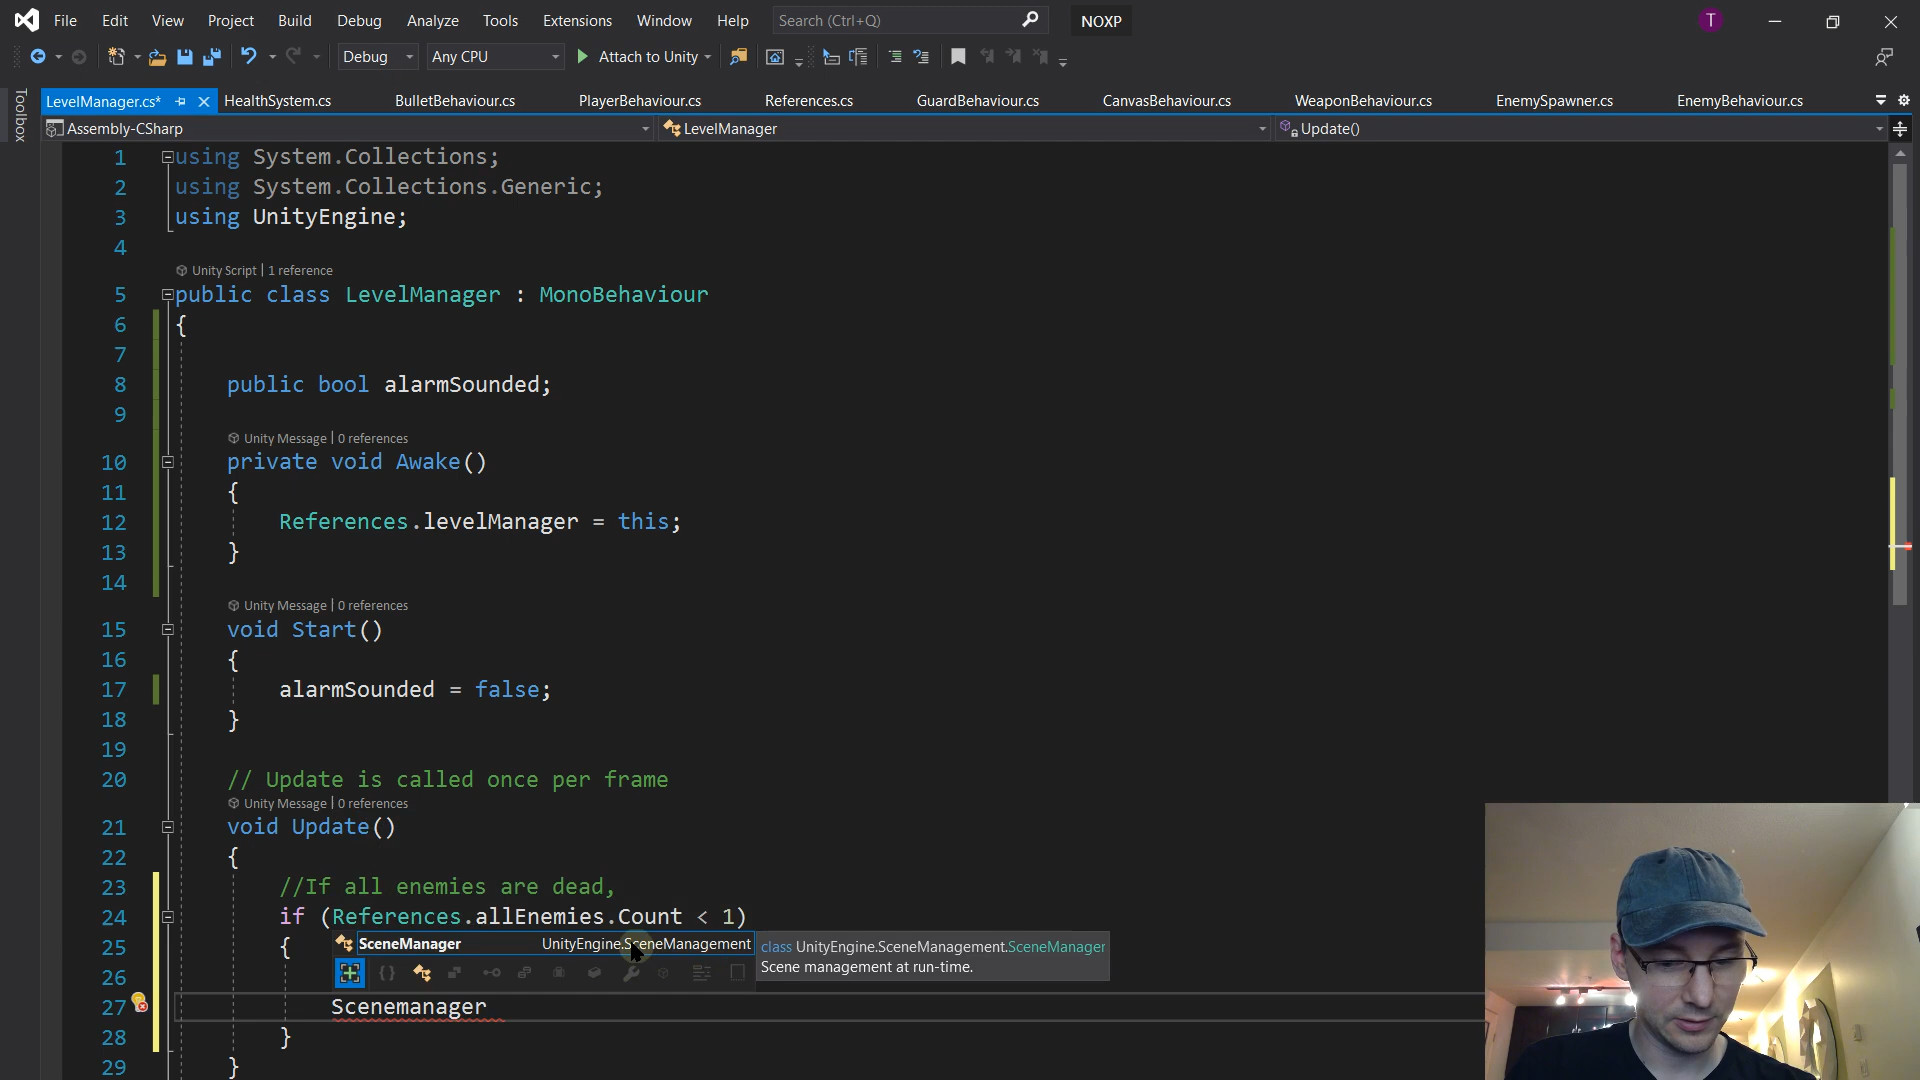 File Edit View Project Build Debug Analyze Tools Extensions Window Help Search (Ctrl+Q) NOXP T
Debug Any CPU Attach to Unity
Toolbox
LevelManager.cs* HealthSystem.cs BulletBehaviour.cs PlayerBehaviour.cs References.cs GuardBehaviour.cs CanvasBehaviour.cs WeaponBehaviour.cs EnemySpawner.cs EnemyBehaviour.cs
Assembly-CSharp LevelManager Update()
1 using System.Collections;
2 using System.Collections.Generic;
3 using UnityEngine;
4
Unity Script | 1 reference
5 public class LevelManager : MonoBehaviour
6 {
7
8 public bool alarmSounded;
9
Unity Message | 0 references
10 private void Awake()
11 {
12 References.levelManager = this;
13 }
14
Unity Message | 0 references
15 void Start()
16 {
17 alarmSounded = false;
18 }
19
20 // Update is called once per frame
Unity Message | 0 references
21 void Update()
22 {
23 //If all enemies are dead,
24 if (References.allEnemies.Count < 1)
25 {
SceneManager UnityEngine.SceneManagement
class UnityEngine.SceneManagement.SceneManager
Scene management at run-time.
26
27 Scenemanager
28 }
29 }